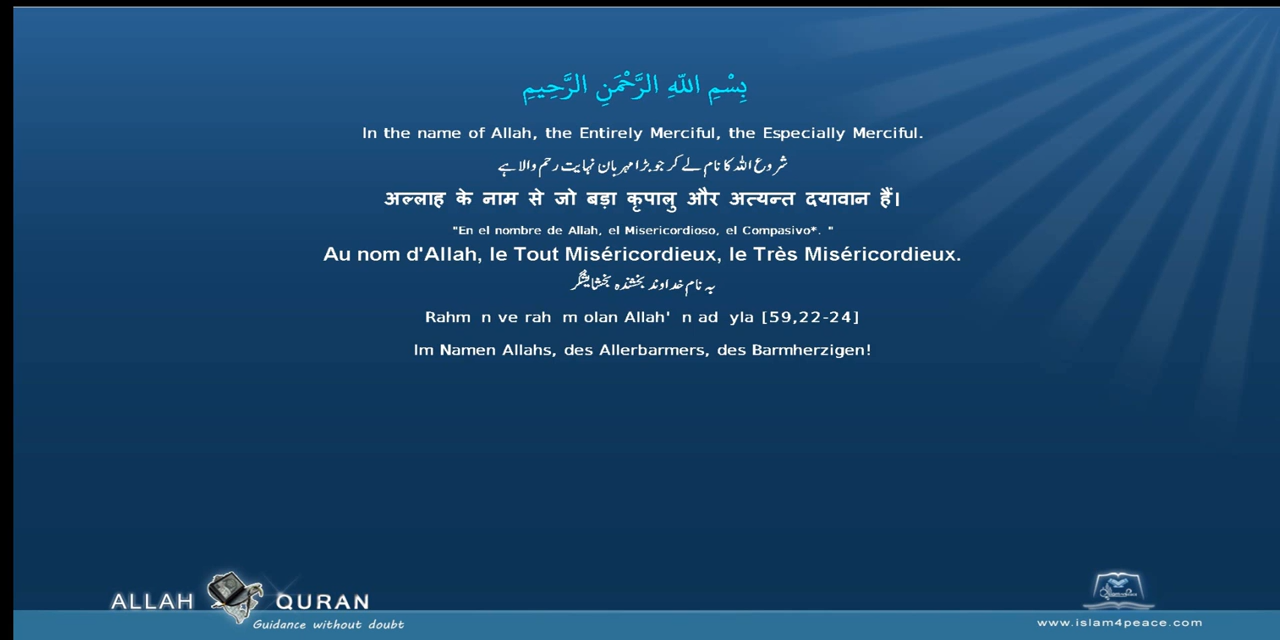 بِسْمِ اللَّهِ الرَّحْمَنِ الرَّحِيمِ
In the name of Allah, the Entirely Merciful, the Especially Merciful.
شروع اللہ کا نام لے کر جو بڑا مہربان نہایت رحم والا ہے
अल्लाह के नाम से जो बड़ा कृपालु और अत्यन्त दयावान हैं।
"En el nombre de Allah, el Misericordioso, el Compasivo*. "
Au nom d'Allah, le Tout Miséricordieux, le Très Miséricordieux.
به نام خداوند بخشنده بخشایشگر
Rahm n ve rah m olan Allah' n ad yla [59,22-24]
Im Namen Allahs, des Allerbarmers, des Barmherzigen!
ALLAH QURAN
Guidance without doubt
www.islam4peace.com